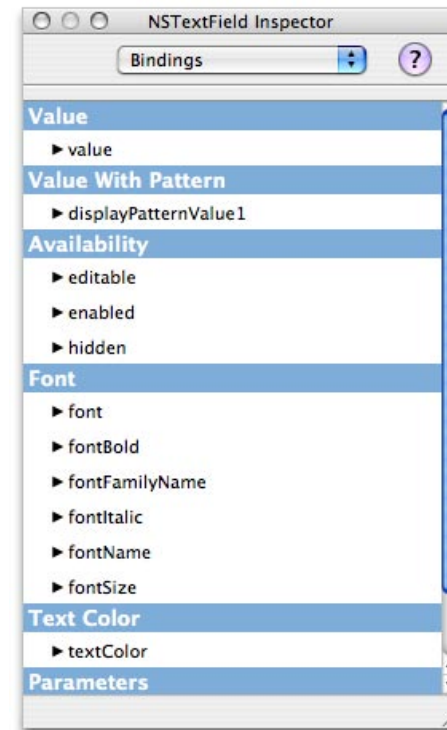 NSTextField Inspector
Bindings
?
Value
value
Value With Pattern
displayPatternValue1
Availability
editable
enabled
hidden
Font
font
fontBold
fontFamilyName
fontItalic
fontName
fontSize
Text Color
textColor
Parameters